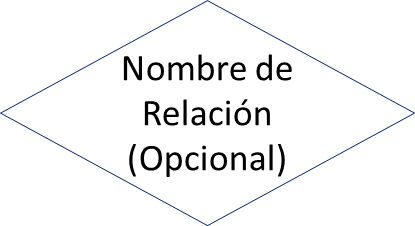 Nombre de
Relación
(Opcional)